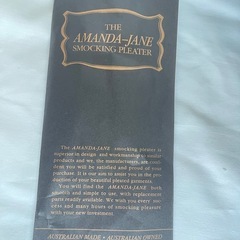 THE
AMANDA-JANE
SMOCKING PLEATER
The AMANDA-JANE smocking pleater is
superior in design and workmanship to similar
products and we, the manufacturers, are confi-
dent you will be satisfied and proud of your
purchase. It is our aim to assist you in the pro-
duction of your beautiful pleated garments.
You will find the AMANDA-JANE both
smooth and simple to use, with replacement
parts readily available. We wish you every suc-
cess and many hours of smocking pleasure
with your new investment.
AUSTRALIAN MADE • AUSTRALIAN OWNED